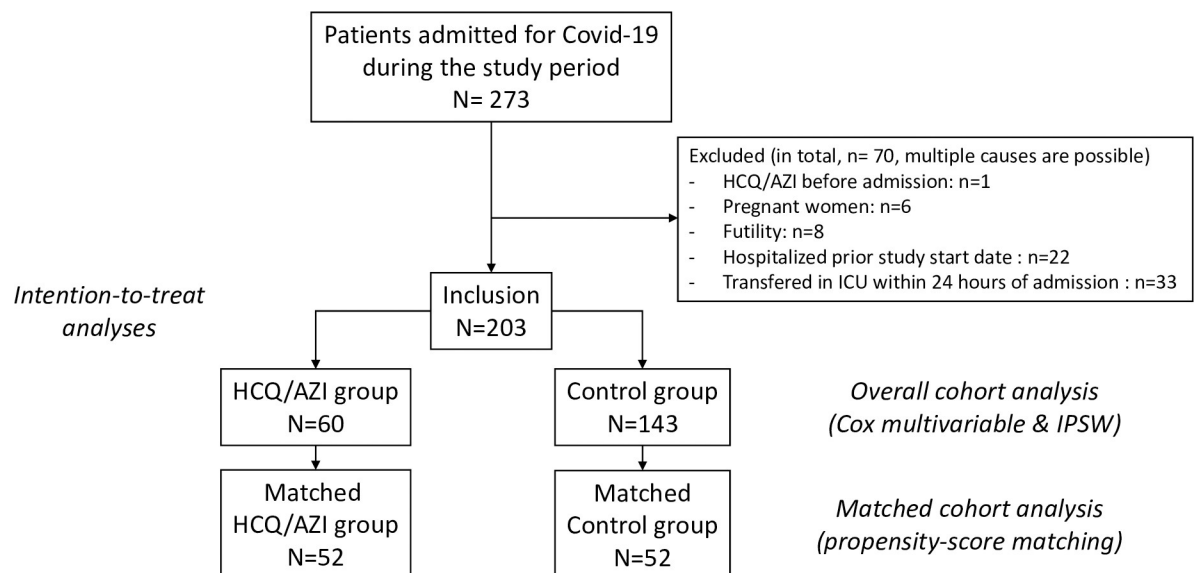 Patients admitted for Covid-19
during the study period
N= 273
Excluded (in total, n= 70, multiple causes are possible)
- HCQ/AZI before admission: n=1
- Pregnant women: n=6
- Futility: n=8
- Hospitalized prior study start date : n=22
- Transfered in ICU within 24 hours of admission : n=33
Intention-to-treat
analyses
Inclusion
N=203
HCQ/AZI group
N=60
Control group
N=143
Overall cohort analysis
(Cox multivariable & IPSW)
Matched
HCQ/AZI group
N=52
Matched
Control group
N=52
Matched cohort analysis
(propensity-score matching)